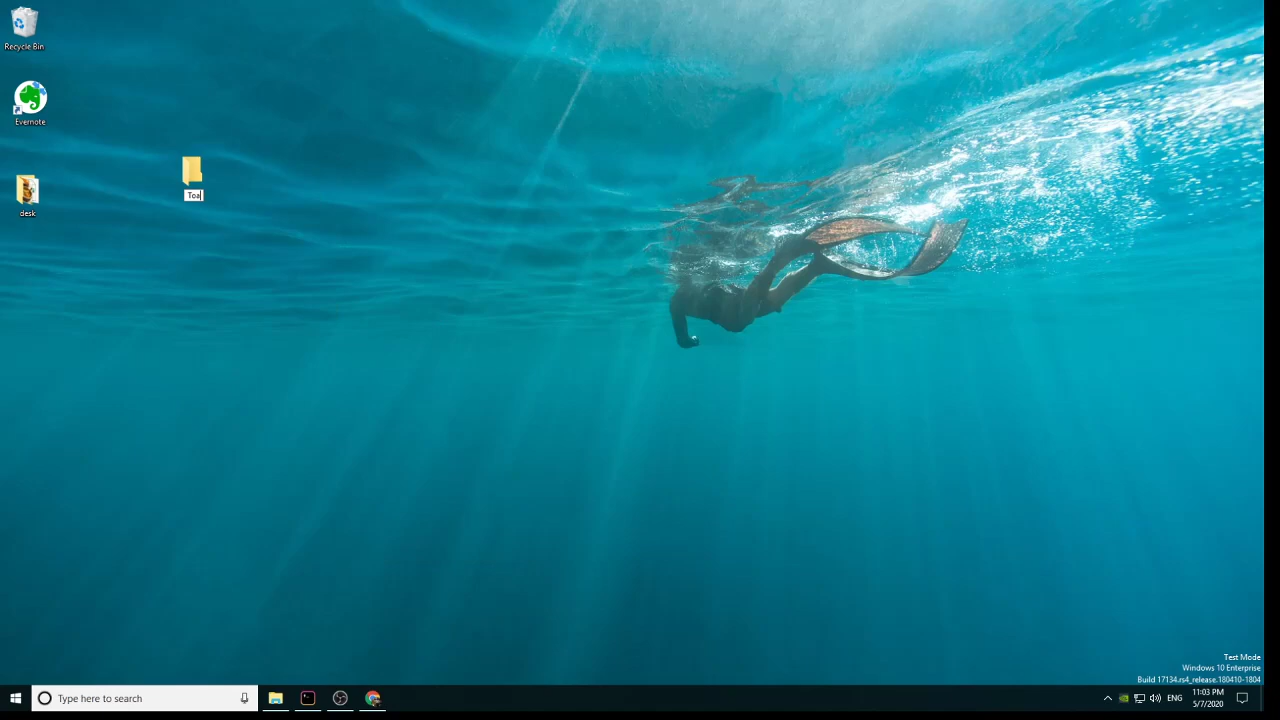 Recycle Bin
Evernote
Toa
desk
Test Mode
Windows 10 Enterprise
Build 17134.rs4_release.180410-1804
Type here to search
ENG
11:03 PM
5/7/2020